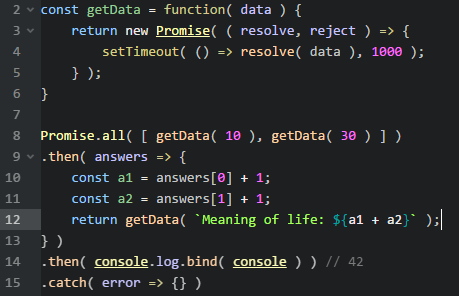 2 const getData = function( data ) {
3     return new Promise( ( resolve, reject ) => {
4         setTimeout( () => resolve( data ), 1000 );
5     } );
6 }
7
8 Promise.all( [ getData( 10 ), getData( 30 ) ] )
9 .then( answers => {
10     const a1 = answers[0] + 1;
11     const a2 = answers[1] + 1;
12     return getData( `Meaning of life: ${a1 + a2}` );
13 } )
14 .then( console.log.bind( console ) ) // 42
15 .catch( error => {} )